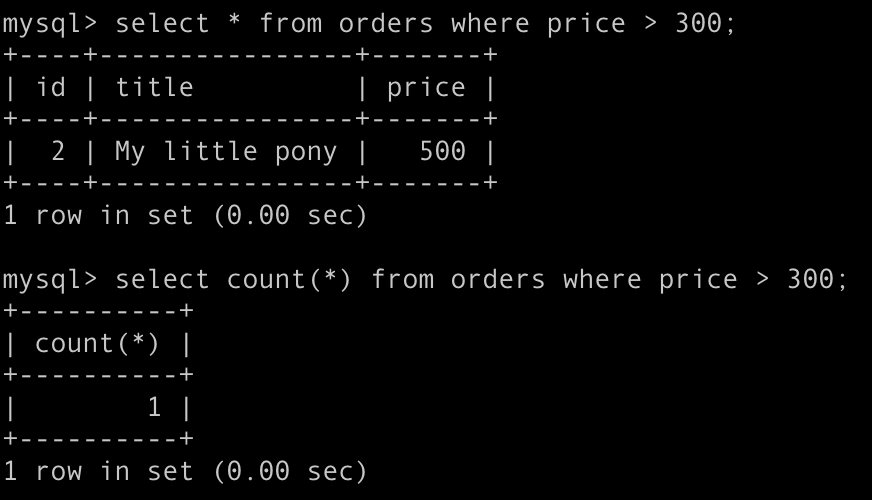 mysql> select * from orders where price > 300;
+----+----------------+-------+
| id | title          | price |
+----+----------------+-------+
|  2 | My little pony |   500 |
+----+----------------+-------+
1 row in set (0.00 sec)

mysql> select count(*) from orders where price > 300;
+----------+
| count(*) |
+----------+
|        1 |
+----------+
1 row in set (0.00 sec)